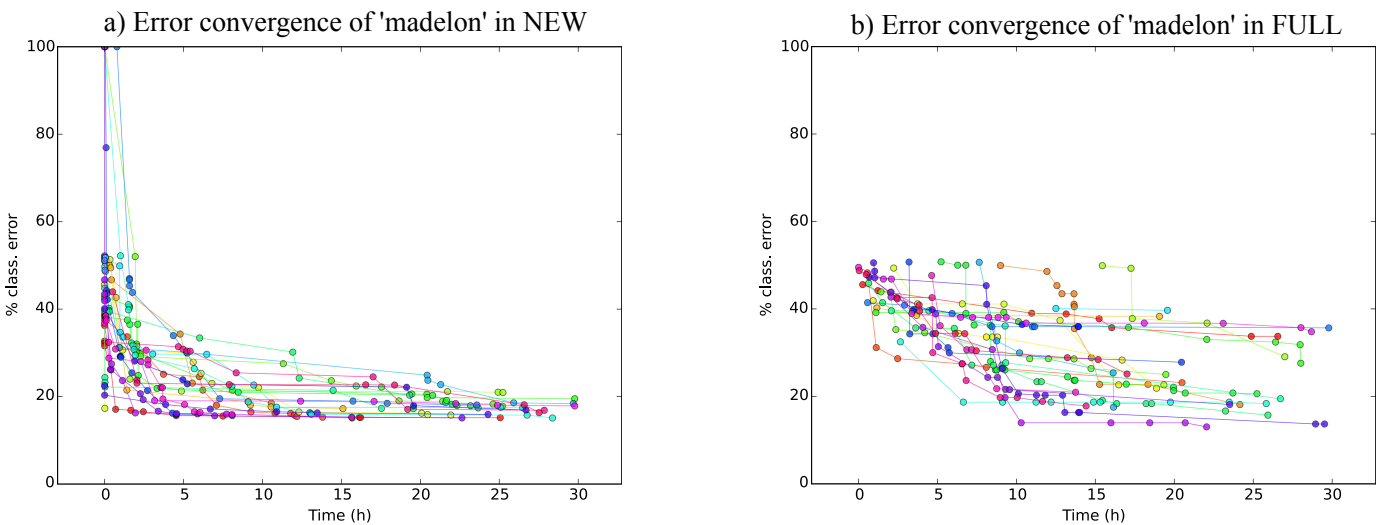 a) Error convergence of 'madelon' in NEW
100
80
60
40
20
0
% class. error
0 5 10 15 20 25 30
Time (h)
b) Error convergence of 'madelon' in FULL
100
80
60
40
20
0
% class. error
0 5 10 15 20 25 30
Time (h)